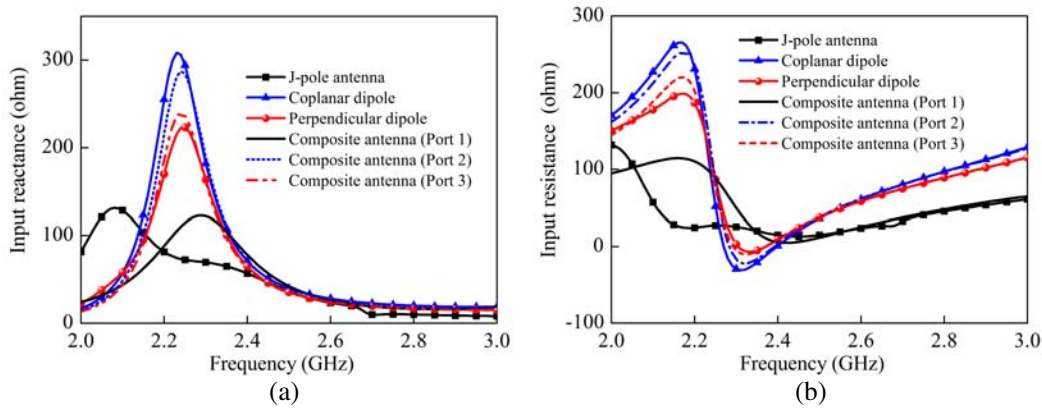 300
200
100
0
Input reactance (ohm)
J-pole antenna
Coplanar dipole
Perpendicular dipole
Composite antenna (Port 1)
Composite antenna (Port 2)
Composite antenna (Port 3)
2.0 2.2 2.4 2.6 2.8 3.0
Frequency (GHz)
(a)
300
200
100
0
-100
Input resistance (ohm)
J-pole antenna
Coplanar dipole
Perpendicular dipole
Composite antenna (Port 1)
Composite antenna (Port 2)
Composite antenna (Port 3)
2.0 2.2 2.4 2.6 2.8 3.0
Frequency (GHz)
(b)